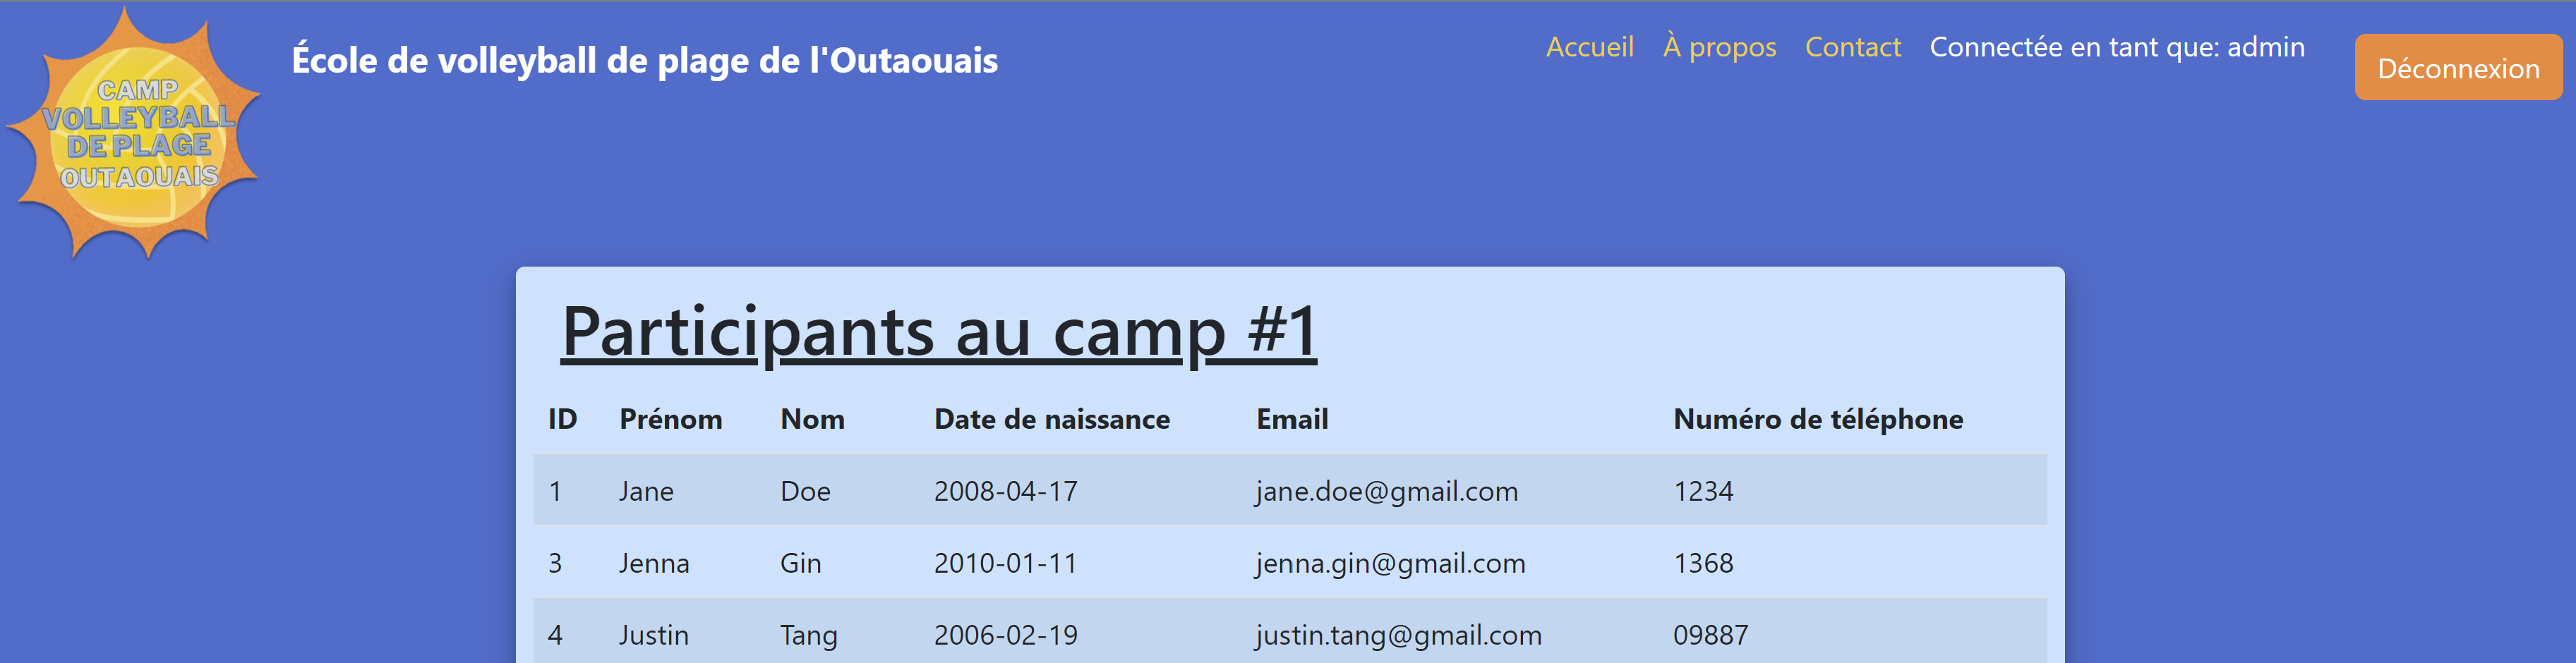 CAMP
VOLLEYBALL
DE PLAGE
OUTAOUAIS
École de volleyball de plage de l'Outaouais
Accueil À propos Contact Connectée en tant que: admin Déconnexion
Participants au camp #1
ID Prénom Nom Date de naissance Email Numéro de téléphone
1 Jane Doe 2008-04-17 jane.doe@gmail.com 1234
3 Jenna Gin 2010-01-11 jenna.gin@gmail.com 1368
4 Justin Tang 2006-02-19 justin.tang@gmail.com 09887